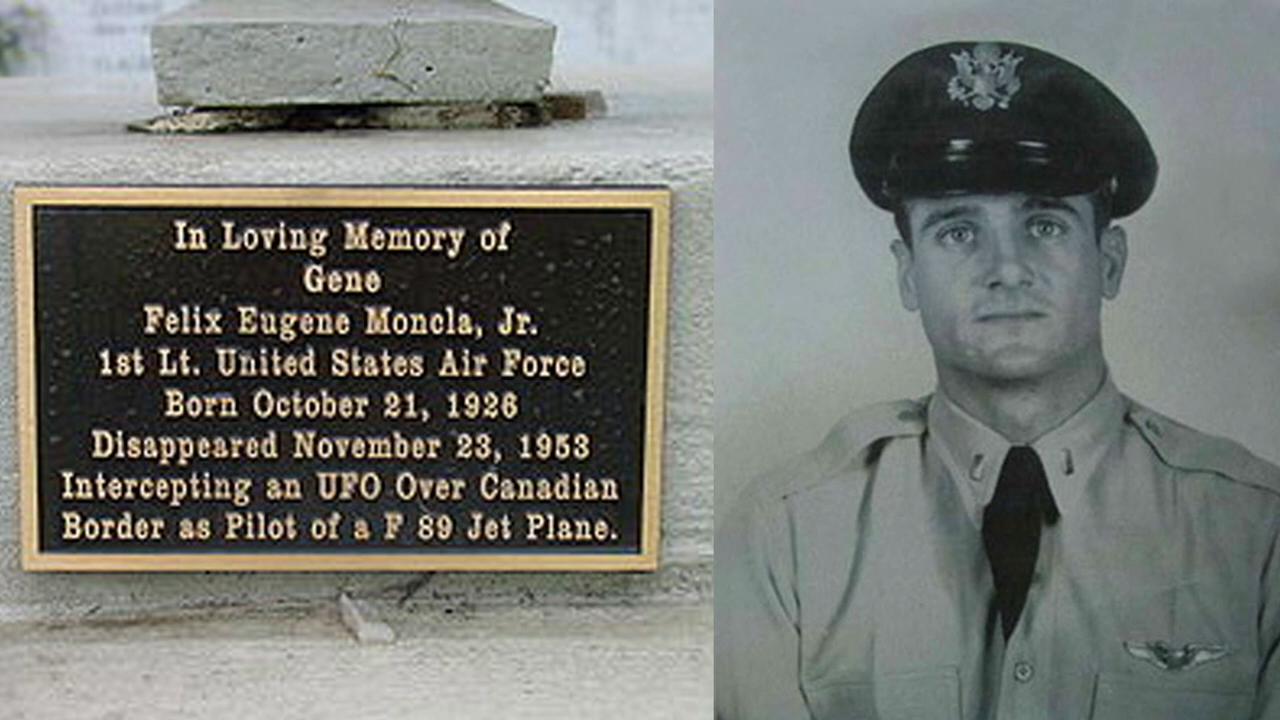 In Loving Memory of
Gene
Felix Eugene Moncla, Jr.
1st Lt. United States Air Force
Born October 21, 1926
Disappeared November 23, 1953
Intercepting an UFO Over Canadian
Border as Pilot of a F 89 Jet Plane.